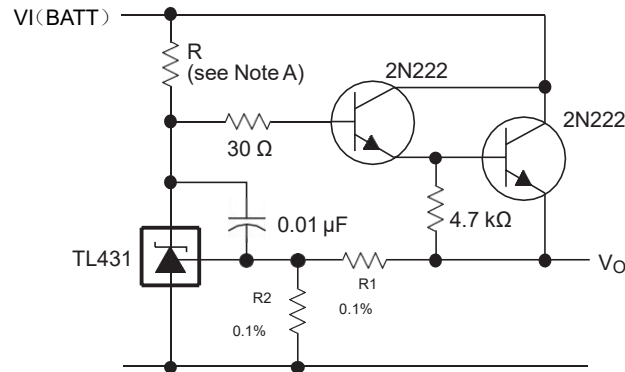 VI(BATT)
R
(see Note A)
2N222
2N222
30 Ω
0.01 µF
4.7 kΩ
TL431
R2
0.1%
R1
0.1%
VO